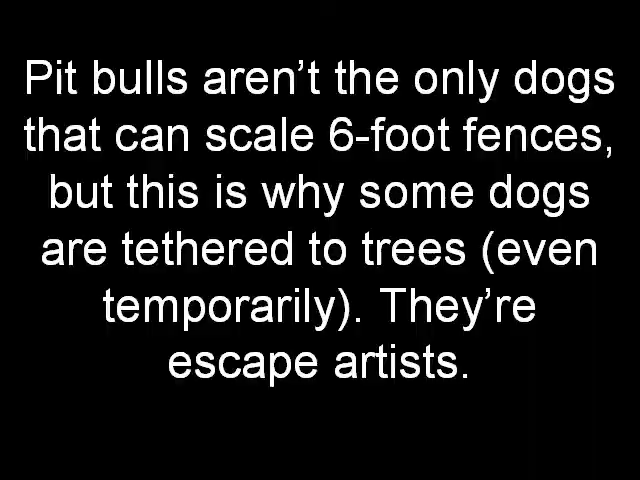 Pit bulls aren’t the only dogs
that can scale 6-foot fences,
but this is why some dogs
are tethered to trees (even
temporarily). They’re
escape artists.